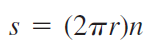 s = (2πr)n